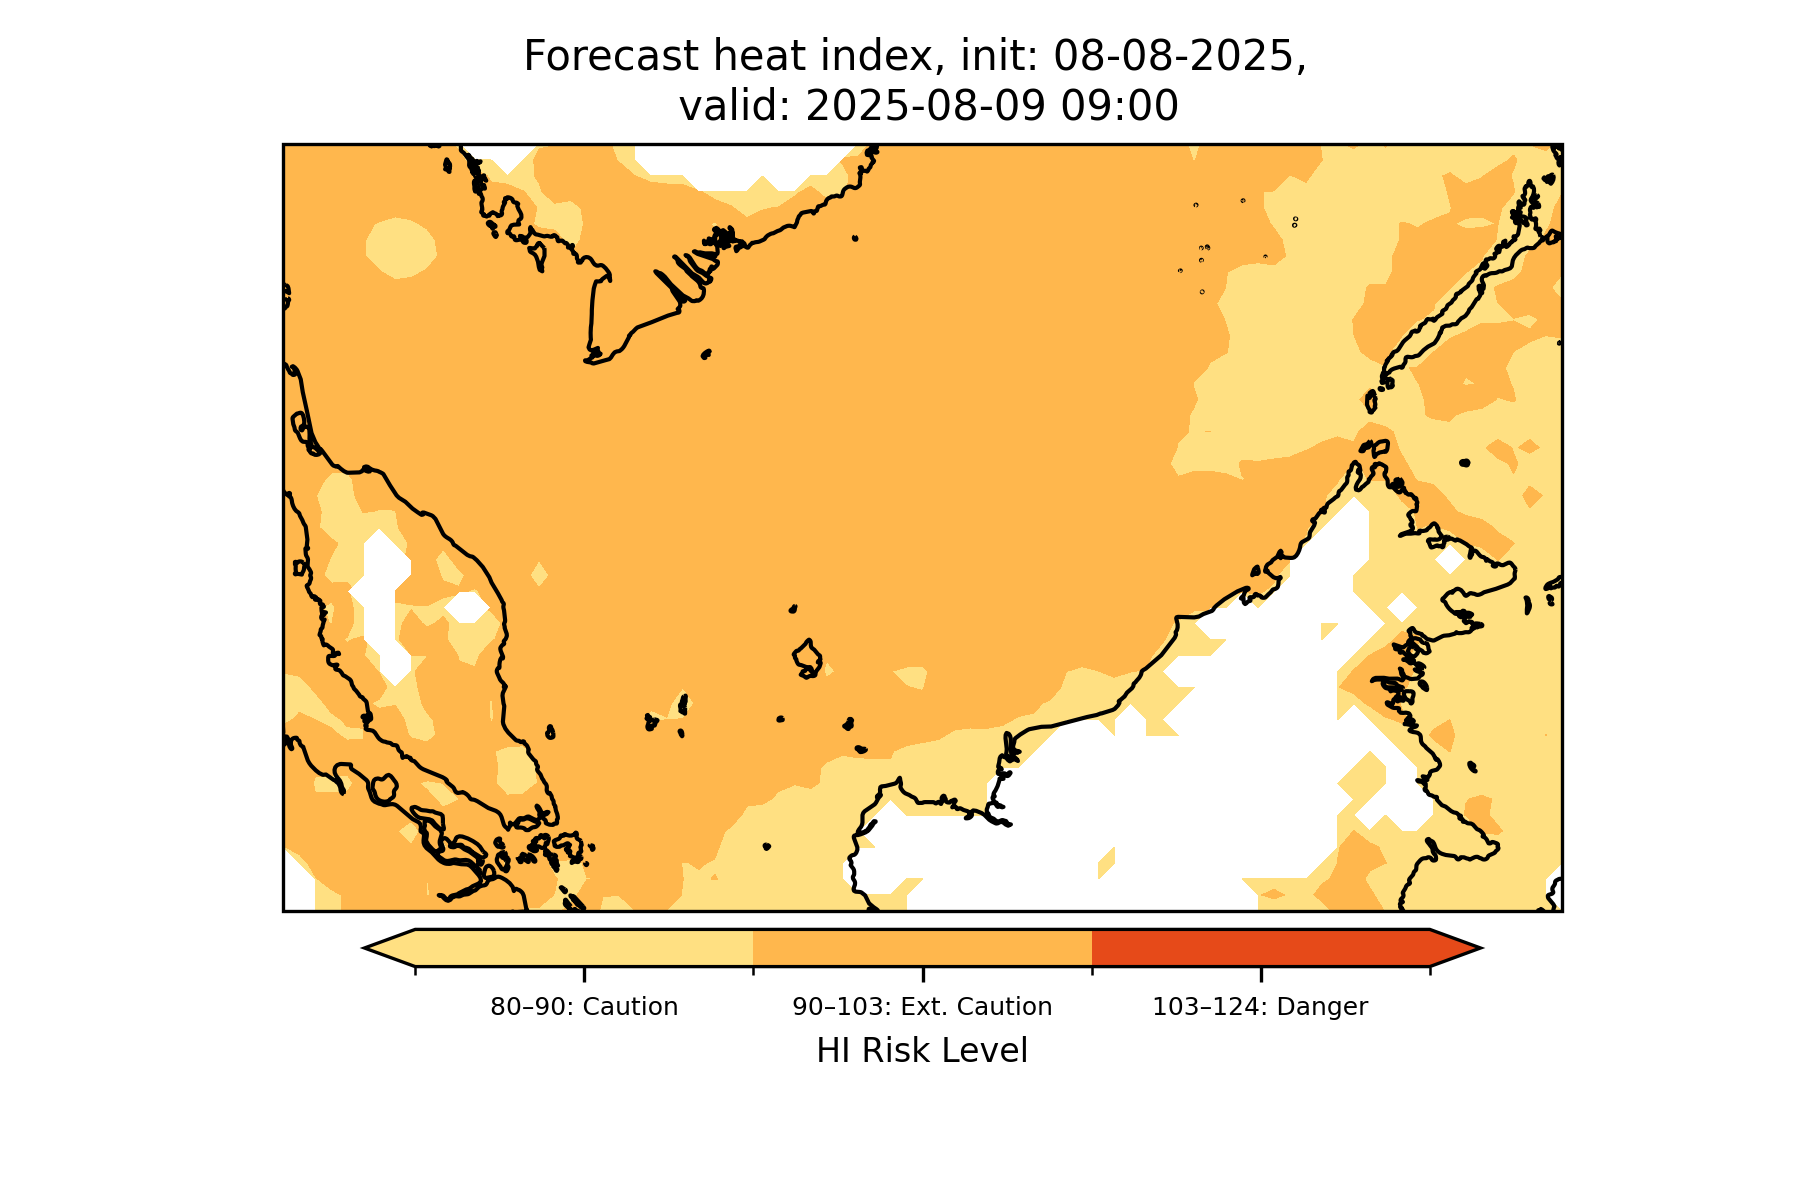 Forecast heat index, init: 08-08-2025,
valid: 2025-08-09 09:00
80–90: Caution
90–103: Ext. Caution
103–124: Danger
HI Risk Level